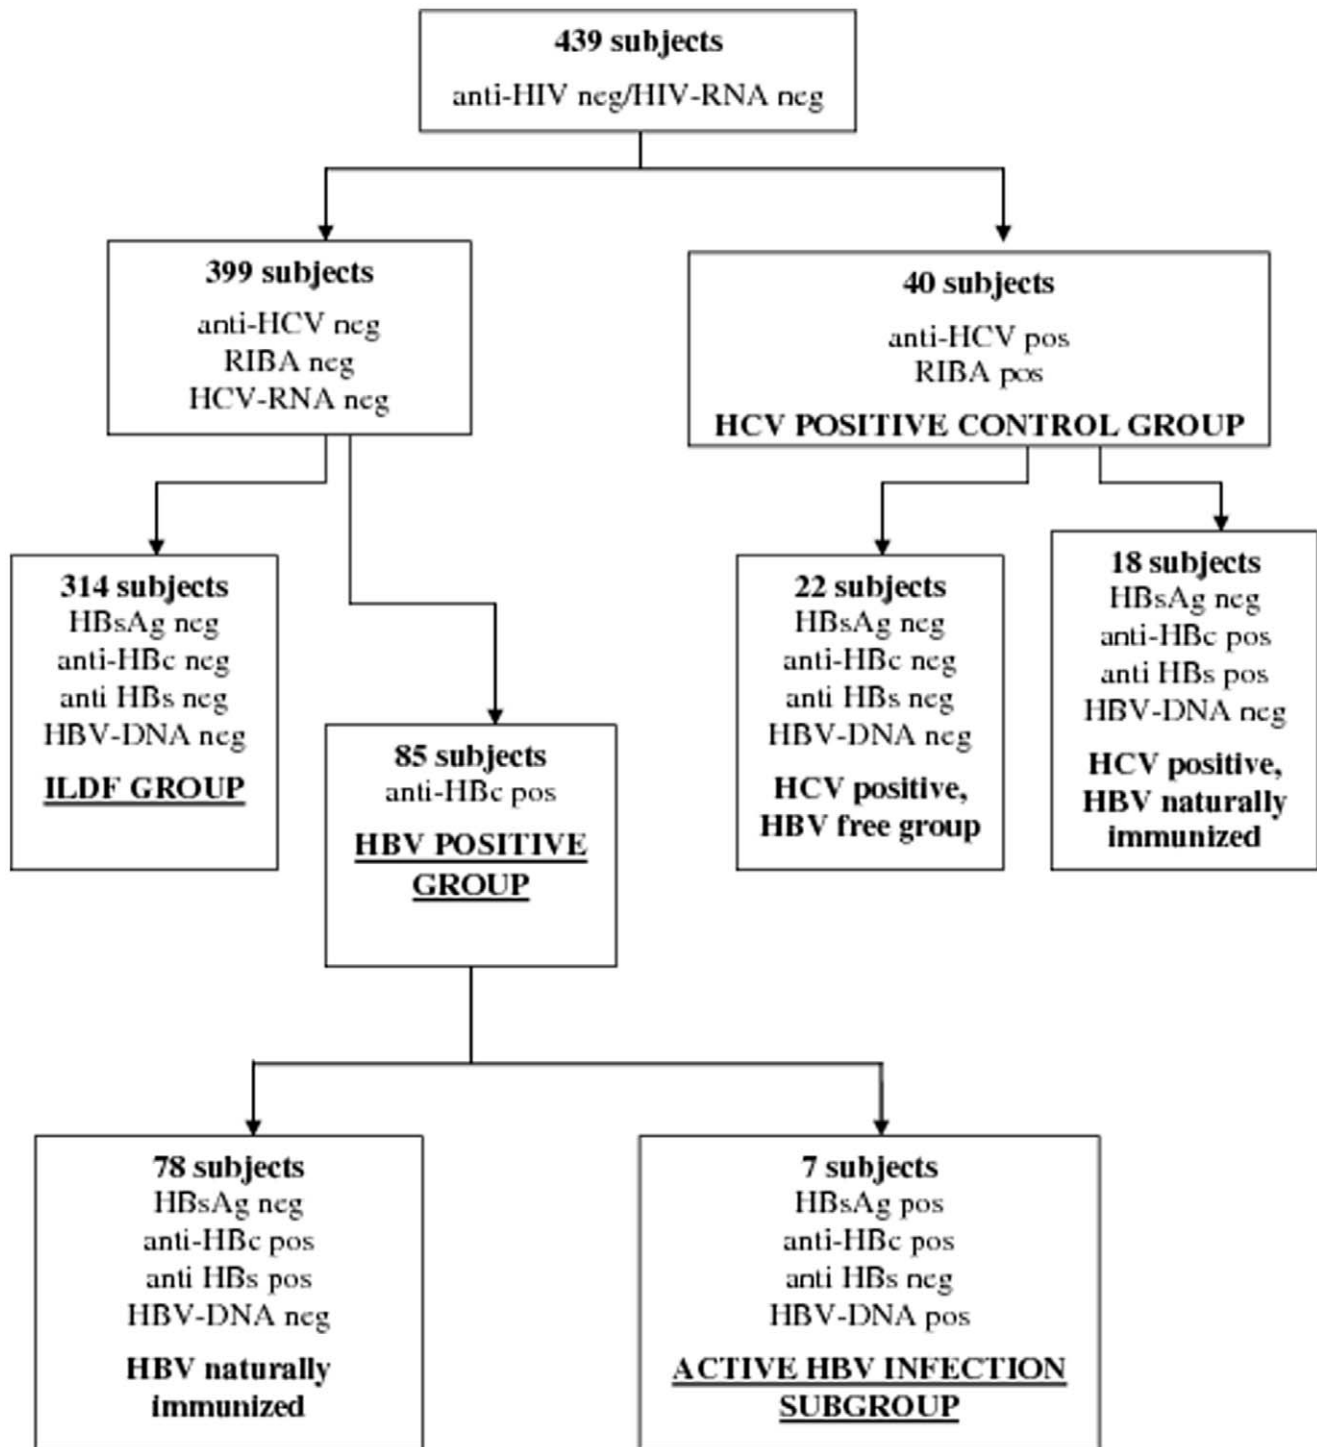 439 subjects
anti-HIV neg/HIV-RNA neg
399 subjects
anti-HCV neg
RIBA neg
HCV-RNA neg
40 subjects
anti-HCV pos
RIBA pos
HCV POSITIVE CONTROL GROUP
314 subjects
HBsAg neg
anti-HBc neg
anti HBs neg
HBV-DNA neg
ILDF GROUP
85 subjects
anti-HBc pos
HBV POSITIVE
GROUP
22 subjects
HBsAg neg
anti-HBc neg
anti HBs neg
HBV-DNA neg
HCV positive,
HBV free group
18 subjects
HBsAg neg
anti-HBc pos
anti HBs pos
HBV-DNA neg
HCV positive,
HBV naturally
immunized
78 subjects
HBsAg neg
anti-HBc pos
anti HBs pos
HBV-DNA neg
HBV naturally
immunized
7 subjects
HBsAg pos
anti-HBc pos
anti HBs neg
HBV-DNA pos
ACTIVE HBV INFECTION
SUBGROUP